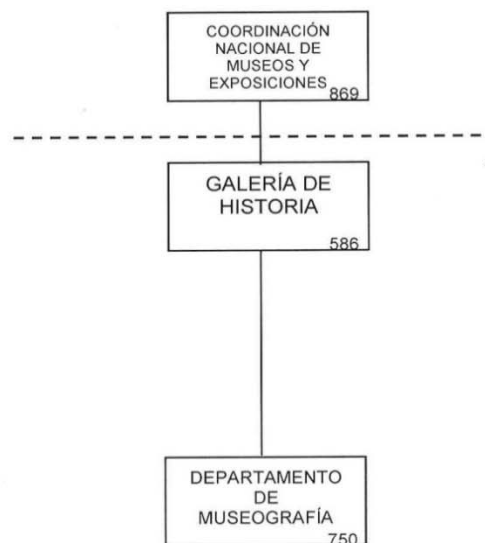 COORDINACIÓN
NACIONAL DE
MUSEOS Y
EXPOSICIONES
869
GALERÍA DE
HISTORIA
586
DEPARTAMENTO
DE
MUSEOGRAFÍA
750